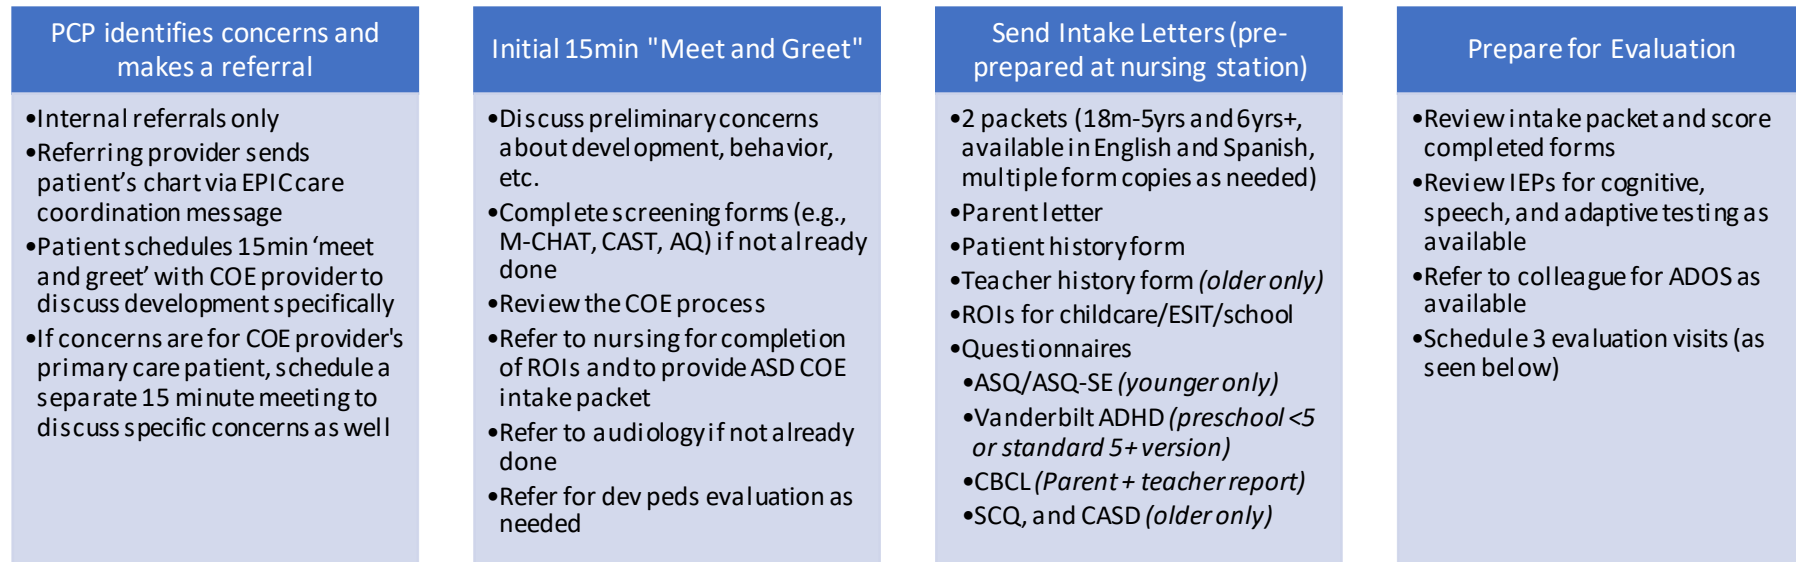 PCP identifies concerns and
makes a referral
•Internal referrals only
•Referring provider sends
patient’s chart via EPIC care
coordination message
•Patient schedules 15min ‘meet
and greet’ with COE provider to
discuss development specifically
•If concerns are for COE provider's
primary care patient, schedule a
separate 15 minute meeting to
discuss specific concerns as well
Initial 15min "Meet and Greet"
•Discuss preliminary concerns
about development, behavior,
etc.
•Complete screening forms (e.g.,
M-CHAT, CAST, AQ) if not already
done
•Review the COE process
•Refer to nursing for completion
of ROIs and to provide ASD COE
intake packet
•Refer to audiology if not already
done
•Refer for dev peds evaluation as
needed
Send Intake Letters (pre-
prepared at nursing station)
•2 packets (18m-5yrs and 6yrs+,
available in English and Spanish,
multiple form copies as needed)
•Parent letter
•Patient history form
•Teacher history form (older only)
•ROIs for childcare/ESIT/school
•Questionnaires
•ASQ/ASQ-SE (younger only)
•Vanderbilt ADHD (preschool <5
or standard 5+ version)
•CBCL (Parent + teacher report)
•SCQ, and CASD (older only)
Prepare for Evaluation
•Review intake packet and score
completed forms
•Review IEPs for cognitive,
speech, and adaptive testing as
available
•Refer to colleague for ADOS as
available
•Schedule 3 evaluation visits (as
seen below)